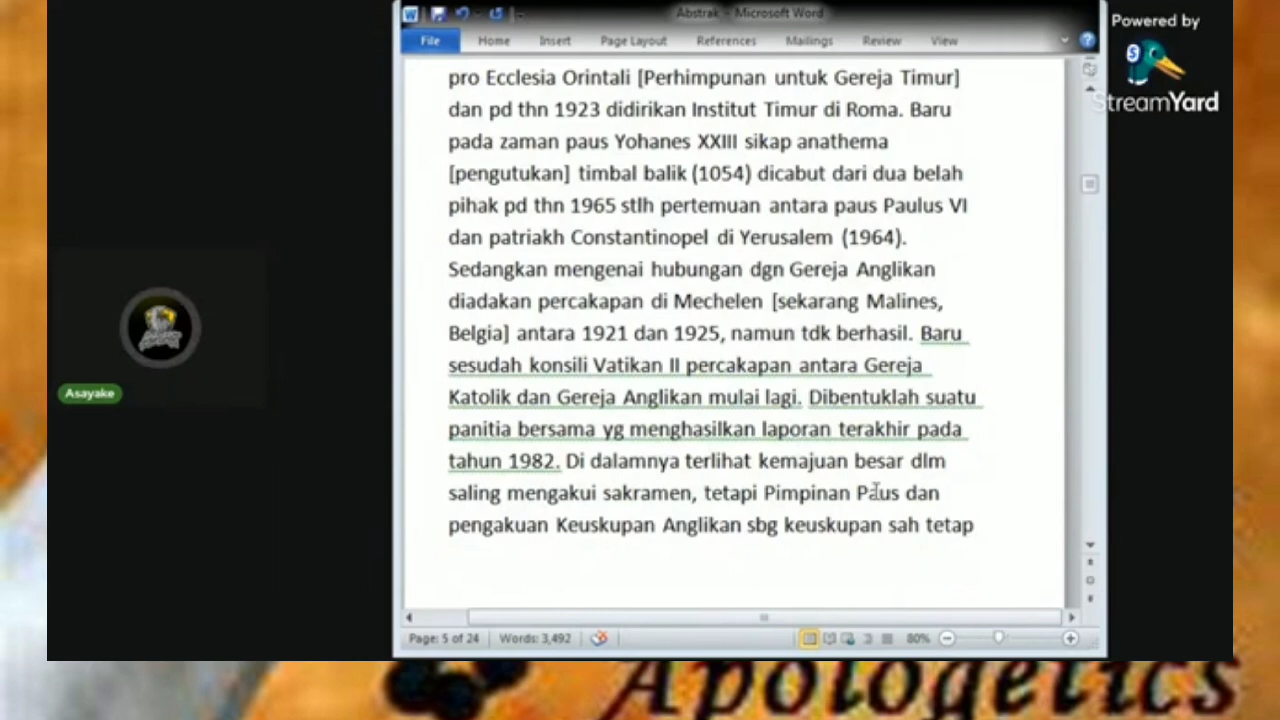 Abstrak - Microsoft Word
File Home Insert Page Layout References Mailings Review View
Powered by
StreamYard
pro Ecclesia Orintali [Perhimpunan untuk Gereja Timur]
dan pd thn 1923 didirikan Institut Timur di Roma. Baru
pada zaman paus Yohanes XXIII sikap anathema
[pengutukan] timbal balik (1054) dicabut dari dua belah
pihak pd thn 1965 stlh pertemuan antara paus Paulus VI
dan patriakh Constantinopel di Yerusalem (1964).
Sedangkan mengenai hubungan dgn Gereja Anglikan
diadakan percakapan di Mechelen [sekarang Malines,
Belgia] antara 1921 dan 1925, namun tdk berhasil. Baru
sesudah konsili Vatikan II percakapan antara Gereja
Katolik dan Gereja Anglikan mulai lagi. Dibentuklah suatu
panitia bersama yg menghasilkan laporan terakhir pada
tahun 1982. Di dalamnya terlihat kemajuan besar dlm
saling mengakui sakramen, tetapi Pimpinan Paus dan
pengakuan Keuskupan Anglikan sbg keuskupan sah tetap
Asayake
Page: 5 of 24 Words: 3,492 80%
Apologetics